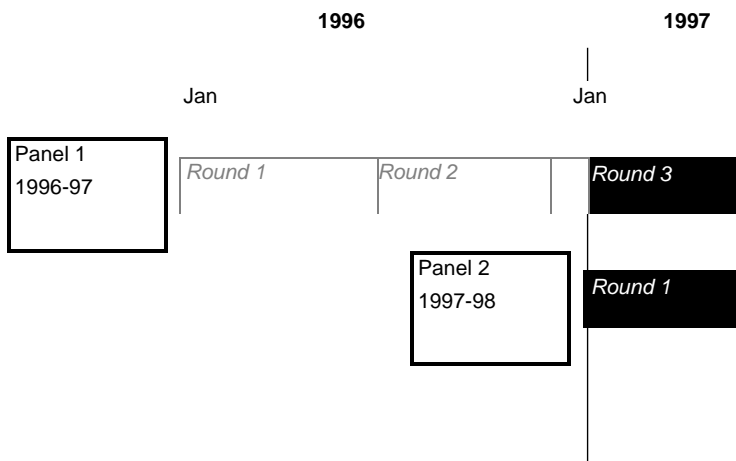 1996 1997
Jan Jan
Panel 1
1996-97
Round 1 Round 2 Round 3
Panel 2
1997-98
Round 1